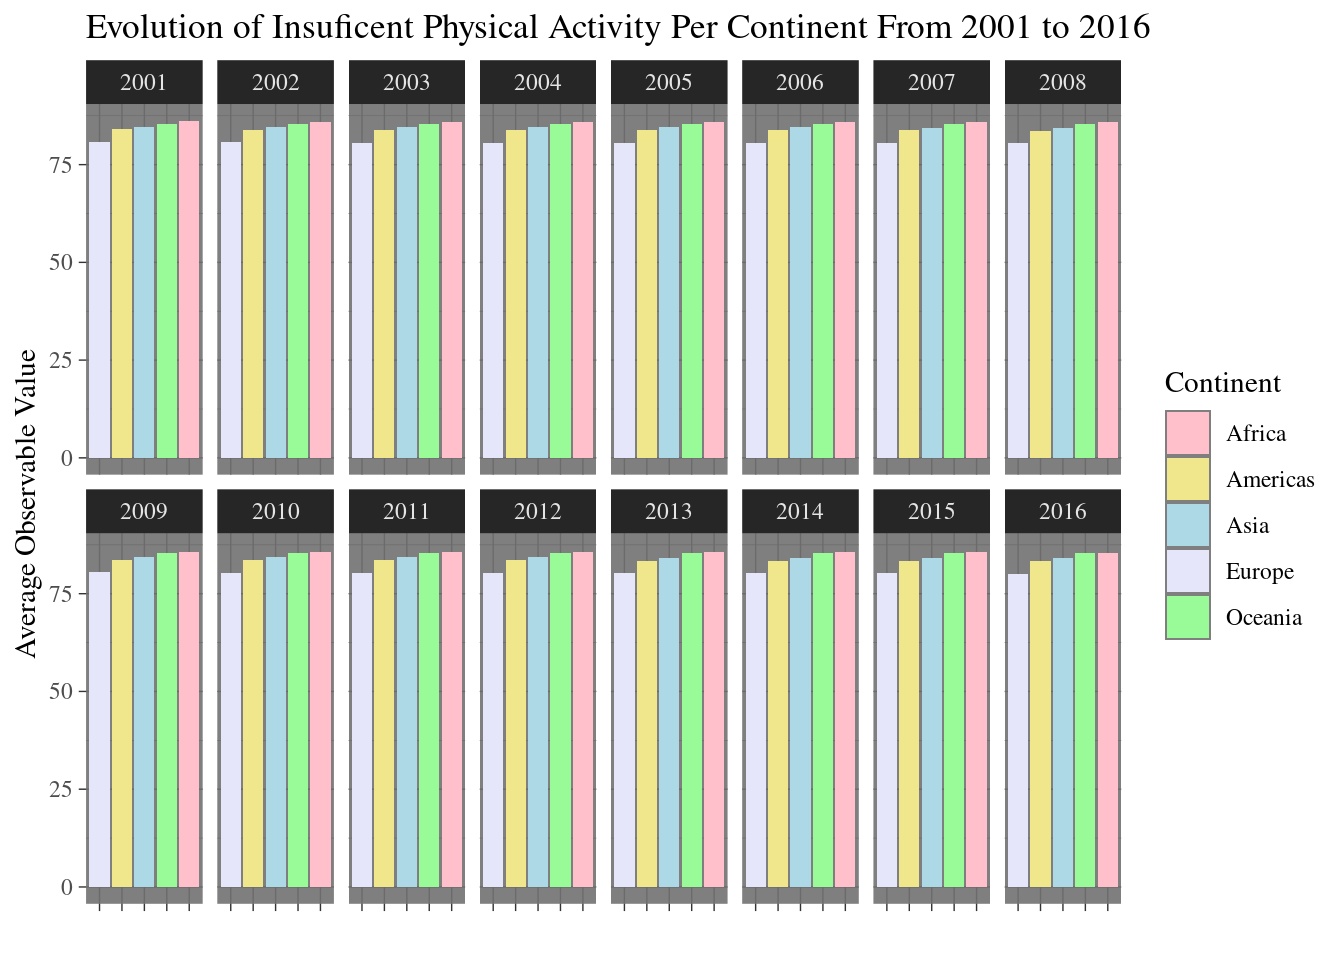 Evolution of Insuficent Physical Activity Per Continent From 2001 to 2016
2001 2002 2003 2004 2005 2006 2007 2008
75
50
25
0
2009 2010 2011 2012 2013 2014 2015 2016
75
50
25
0
Average Observable Value
Continent
Africa
Americas
Asia
Europe
Oceania